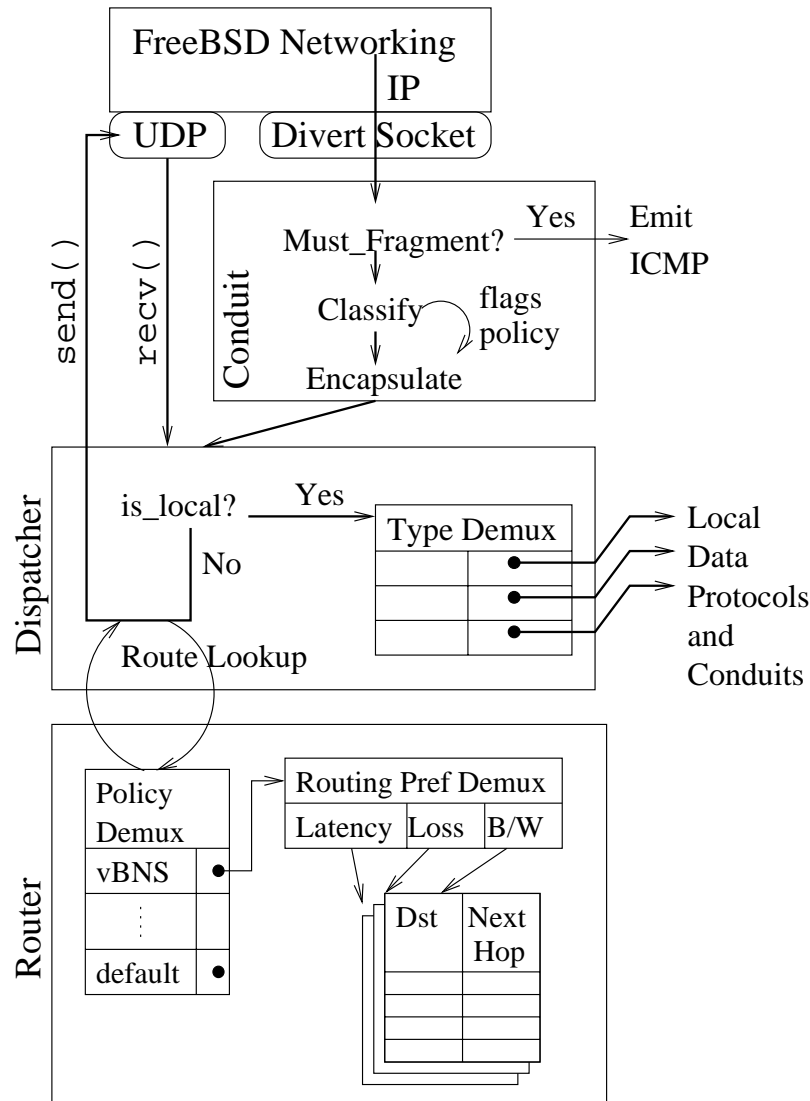 FreeBSD Networking
IP
UDP
Divert Socket
send()
recv()
Conduit
Must_Fragment?
Yes
Emit
ICMP
Classify
flags
policy
Encapsulate
Dispatcher
is_local?
Yes
No
Route Lookup
Type Demux
Local
Data
Protocols
and
Conduits
Router
Policy
Demux
vBNS
default
Routing Pref Demux
Latency
Loss
B/W
Dst
Next
Hop